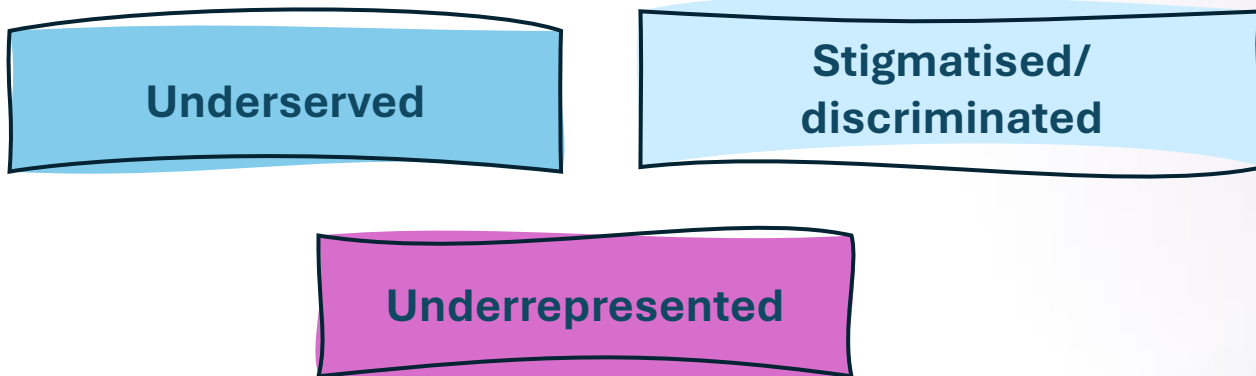 Underserved
Stigmatised/
discriminated
Underrepresented